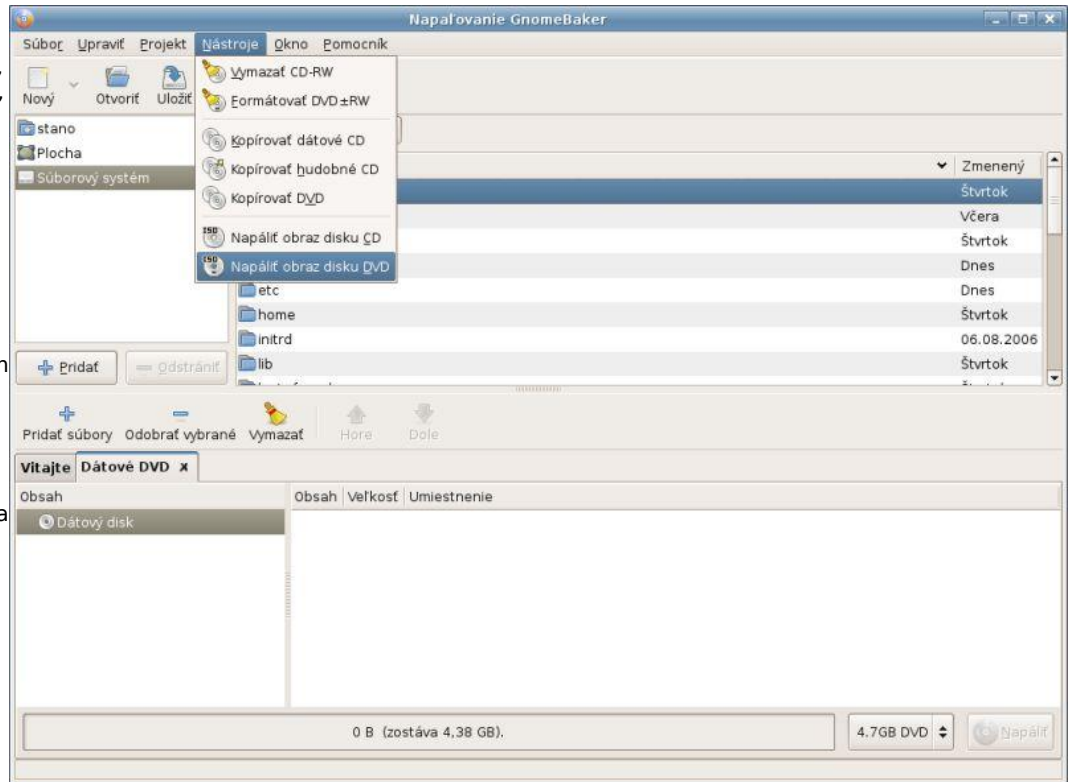 Napaľovanie GnomeBaker
Súbor Upraviť Projekt Nástroje Okno Pomocník
Nový Otvoriť Uložiť
Vymazať CD-RW
Formátovať DVD±RW
Kopírovať dátové CD
Kopírovať hudobné CD
Kopírovať DVD
Napáliť obraz disku CD
Napáliť obraz disku DVD
stano
Plocha
Súborový systém
Zmenený
Štvrtok
Včera
Štvrtok
Dnes
etc Dnes
home Štvrtok
initrd 06.08.2006
lib Štvrtok
Pridať Odstrániť
Pridať súbory Odobrať vybrané Vymazať Hore Dole
Vitajte Dátové DVD x
Obsah Obsah Veľkosť Umiestnenie
Dátový disk
0 B (zostáva 4,38 GB).
4.7GB DVD Napáliť